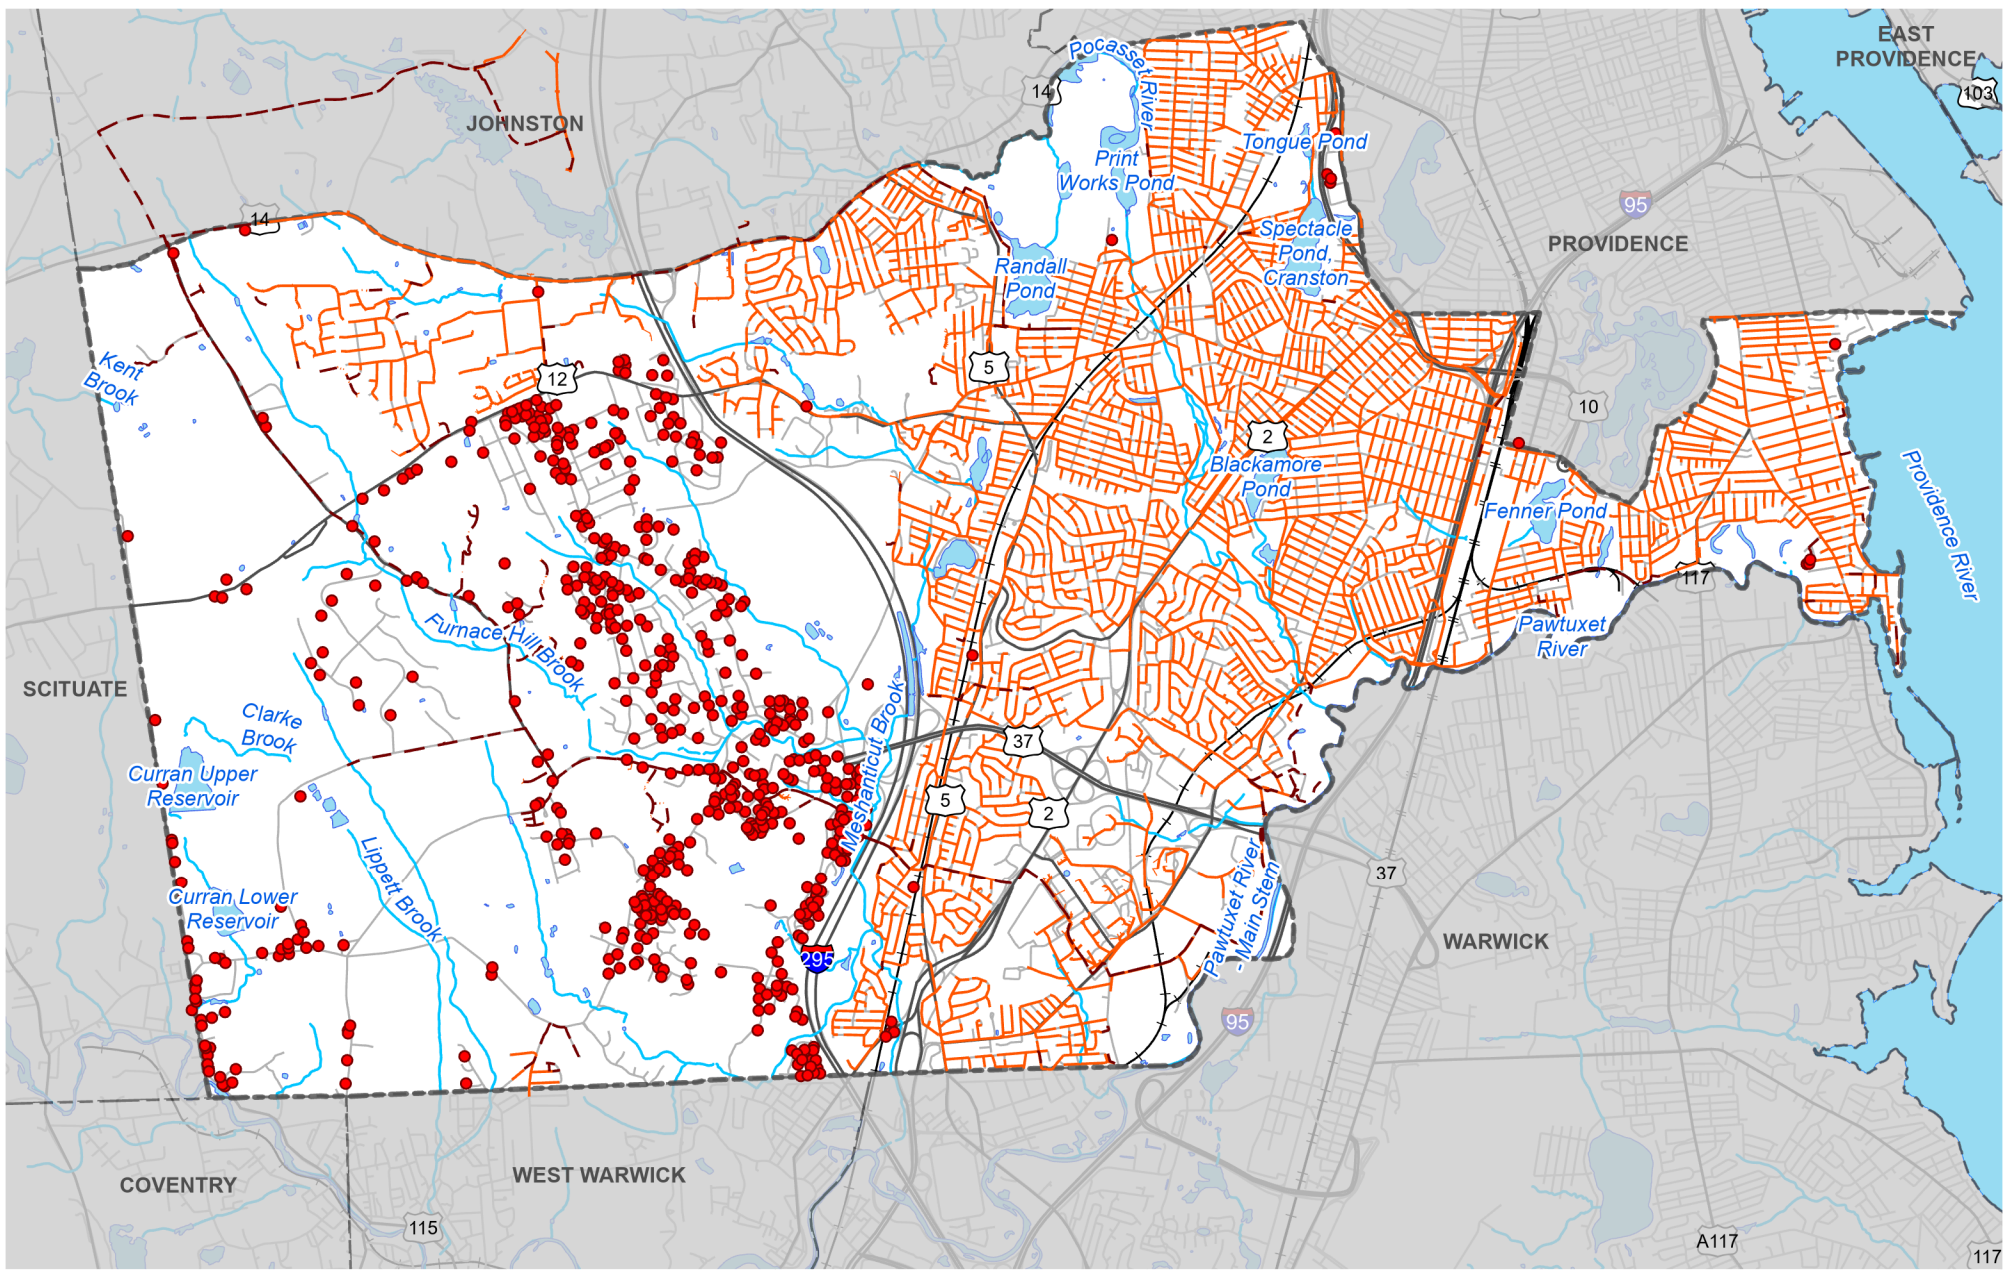 EAST
PROVIDENCE
103
Pocasset River
14
JOHNSTON
Tongue Pond
Print
Works Pond
95
14
PROVIDENCE
Spectacle
Pond,
Cranston
Randall
Pond
Kent
Brook
12
5
10
2
Blackamore
Pond
Providence River
Fenner Pond
117
Furnace Hill Brook
Pawtuxet
River
SCITUATE
Clarke
Brook
Meshanticut Brook
37
Curran Upper
Reservoir
5
2
Lippett Brook
37
Curran Lower
Reservoir
Pawtuxet River
- Main Stem
WARWICK
295
95
WEST WARWICK
COVENTRY
115
A117
117